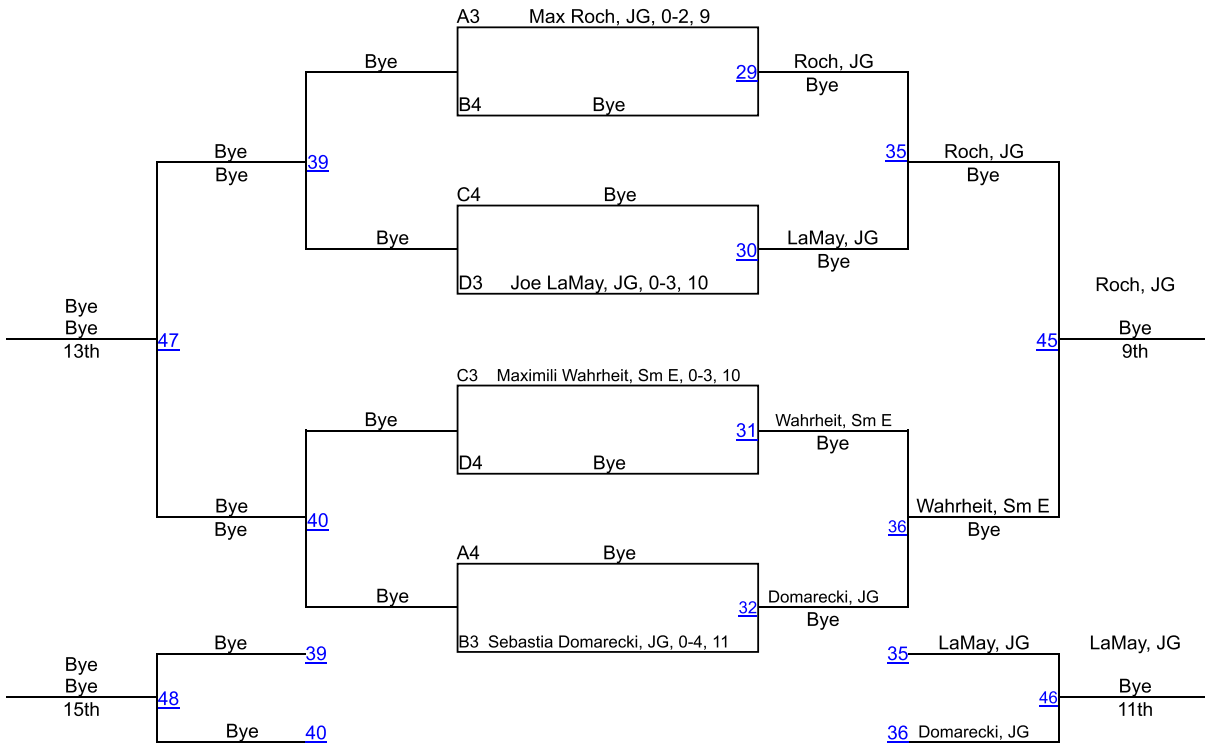 A3 Max Roch, JG, 0-2, 9
Bye 29 Roch, JG
Bye
B4 Bye
Bye 39 35 Roch, JG
Bye Bye
C4 Bye
Bye 30 LaMay, JG
Bye
D3 Joe LaMay, JG, 0-3, 10
Roch, JG
Bye
Bye 47 45 Bye
13th 9th
C3 Maximili Wahrheit, Sm E, 0-3, 10
Bye 31 Wahrheit, Sm E
Bye
D4 Bye
Bye 40 36 Wahrheit, Sm E
Bye Bye
A4 Bye
Bye 32 Domarecki, JG
Bye
B3 Sebastia Domarecki, JG, 0-4, 11
Bye 39 35 LaMay, JG LaMay, JG
Bye
Bye 48 46 Bye
15th 11th
Bye 40 36 Domarecki, JG